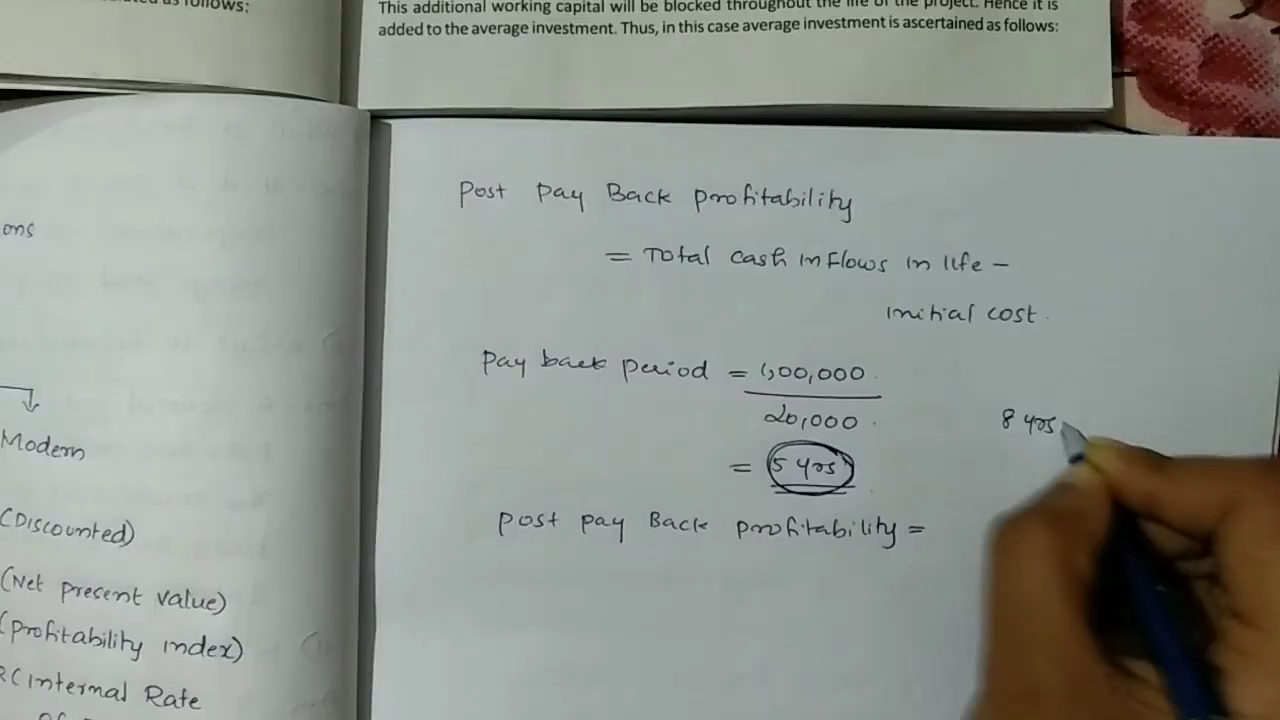 as follows:
This additional working capital will be blocked throughout the life of the project. Hence it is
added to the average investment. Thus, in this case average investment is ascertained as follows:
ons
Modern
(Discounted)
(Net present value)
(profitability index)
(Internal Rate
Post Pay Back profitability
= Total cash inflows in life -
initial cost.
Pay back period = 1,00,000
20,000
= 5 yrs
8 yrs
post pay Back profitability =